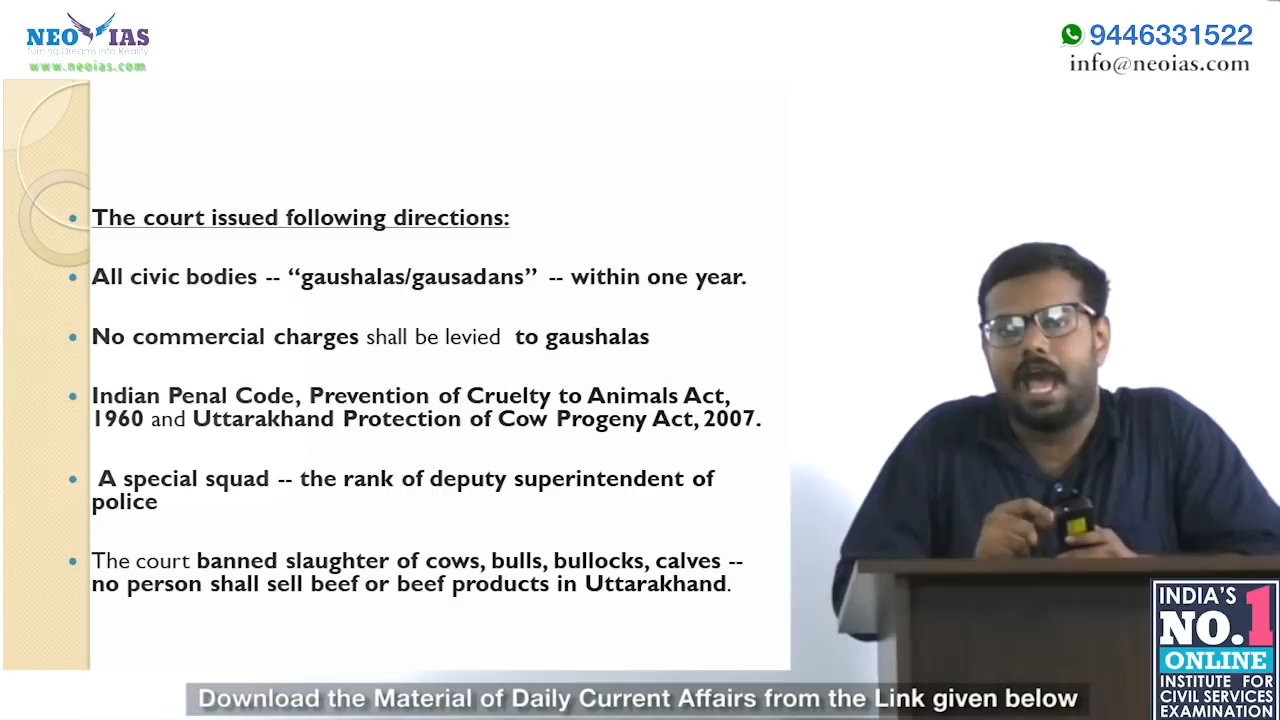 NEO IAS
Turning Dreams into Reality
www.neoias.com
9446331522
info@neoias.com
The court issued following directions:
All civic bodies -- “gaushalas/gausadans” -- within one year.
No commercial charges shall be levied to gaushalas
Indian Penal Code, Prevention of Cruelty to Animals Act,
1960 and Uttarakhand Protection of Cow Progeny Act, 2007.
A special squad -- the rank of deputy superintendent of
police
The court banned slaughter of cows, bulls, bullocks, calves --
no person shall sell beef or beef products in Uttarakhand.
INDIA'S
NO.1
ONLINE
INSTITUTE FOR
CIVIL SERVICES
EXAMINATION
Download the Material of Daily Current Affairs from the Link given below